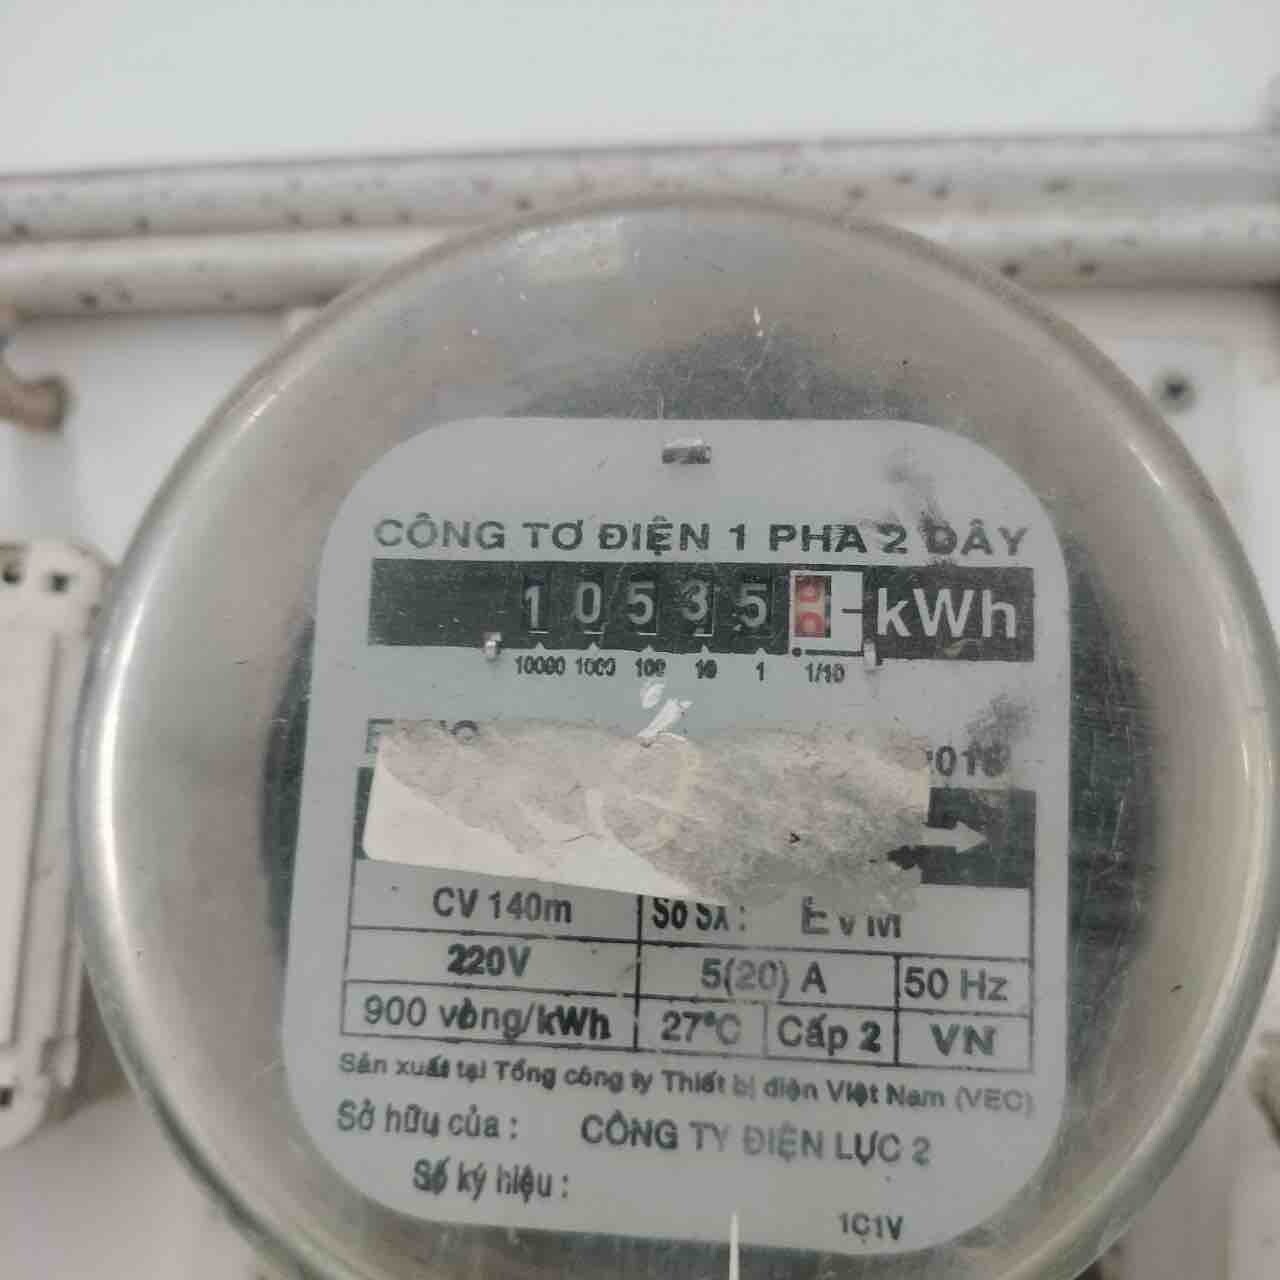 CÔNG TƠ ĐIỆN 1 PHA 2 DÂY
1 0 5 3 5 kWh
10000 1000 100 10 1 1/10
CV 140m Số SX : EVM
220V 5(20) A 50 Hz
900 vòng/kWh 27°C Cấp 2 VN
Sản xuất tại Tổng công ty Thiết bị điện Việt Nam (VEC)
Sở hữu của : CÔNG TY ĐIỆN LỰC 2
Số ký hiệu :
1C1V